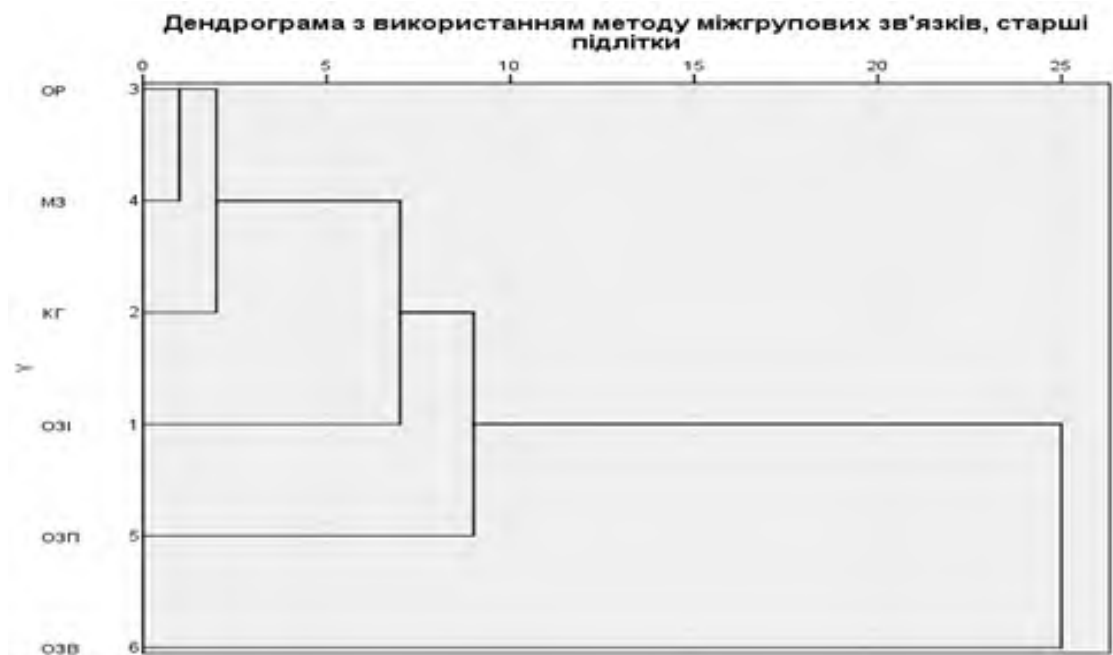 Дендрограма з використанням методу міжгрупових зв'язків, старші
підлітки
0 5 10 15 20 25
ОР 3
МЗ 4
КГ 2
Y
ОЗІ 1
ОЗП 5
ОЗВ 6